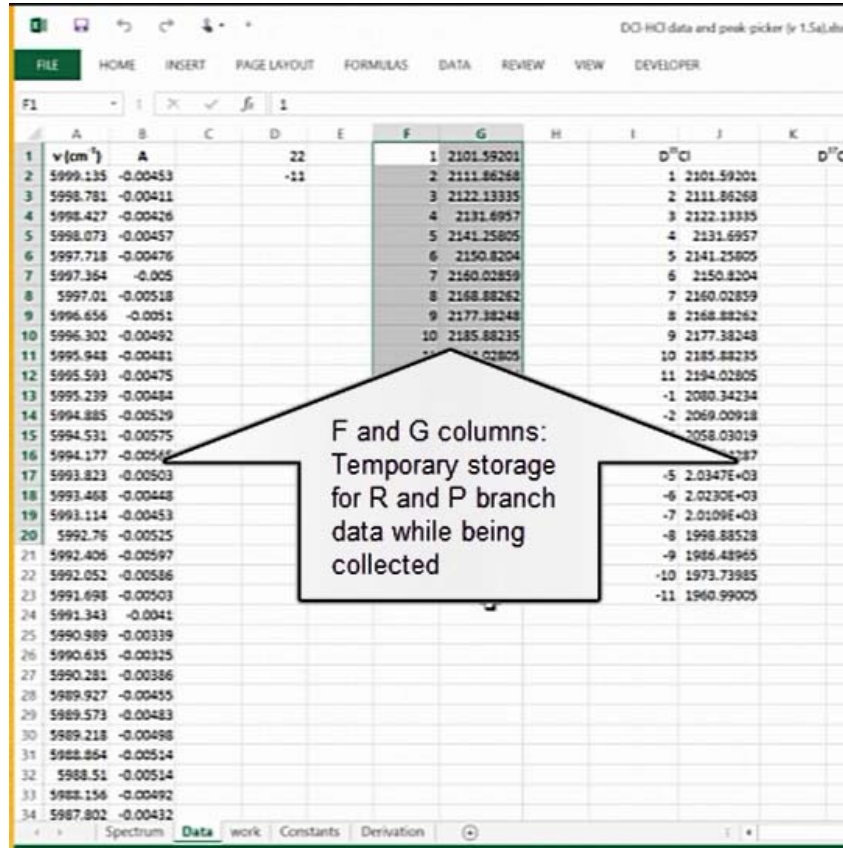 DCl-HCl data and peak-picker (v 1.5a).xls
FILE HOME INSERT PAGE LAYOUT FORMULAS DATA REVIEW VIEW DEVELOPER
F1 fx 1
A B C D E F G H I J K
1 ν (cm⁻¹) A 22 1 2101.59201 D³⁵Cl D³⁷C
2 5999.135 -0.00453 -11 2 2111.86268 1 2101.59201
3 5998.781 -0.00411 3 2122.13335 2 2111.86268
4 5998.427 -0.00426 4 2131.6957 3 2122.13335
5 5998.073 -0.00457 5 2141.25805 4 2131.6957
6 5997.718 -0.00476 6 2150.8204 5 2141.25805
7 5997.364 -0.005 7 2160.02859 6 2150.8204
8 5997.01 -0.00518 8 2168.88262 7 2160.02859
9 5996.656 -0.0051 9 2177.38248 8 2168.88262
10 5996.302 -0.00492 10 2185.88235 9 2177.38248
11 5995.948 -0.00481 10 2185.88235
12 5995.593 -0.00475 11 2194.02805
13 5995.239 -0.00484 -1 2080.34234
14 5994.885 -0.00529 -2 2069.00918
15 5994.531 -0.00575 2058.03019
16 5994.177
17 5993.823 -0.00503 -5 2.0347E+03
18 5993.468 -0.00448 -6 2.0230E+03
19 5993.114 -0.00453 -7 2.0109E+03
20 5992.76 -0.00525 -8 1998.88528
21 5992.406 -0.00597 -9 1986.48965
22 5992.052 -0.00586 -10 1973.73985
23 5991.698 -0.00503 -11 1960.99005
24 5991.343 -0.0041
25 5990.989 -0.00339
26 5990.635 -0.00325
27 5990.281 -0.00386
28 5989.927 -0.00455
29 5989.573 -0.00483
30 5989.218 -0.00498
31 5988.864 -0.00514
32 5988.51 -0.00514
33 5988.156 -0.00492
34 5987.802 -0.00432
F and G columns:
Temporary storage
for R and P branch
data while being
collected
Spectrum Data work Constants Derivation